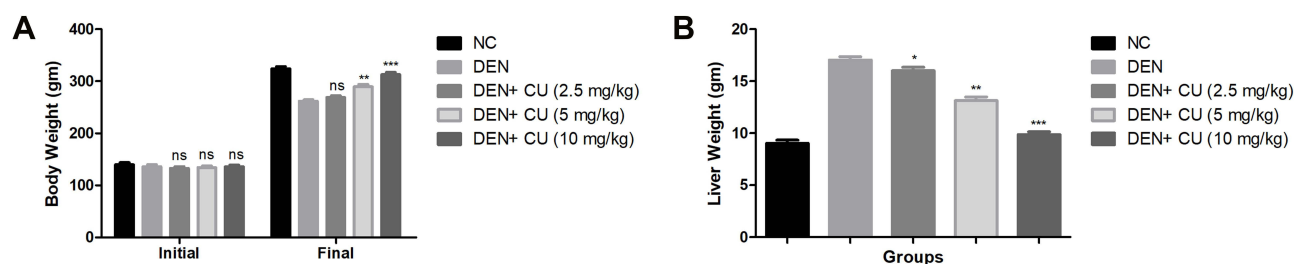 A
Body Weight (gm)
400
300
200
100
0
ns
ns
ns
ns
**
***
Initial
Final
NC
DEN
DEN+ CU (2.5 mg/kg)
DEN+ CU (5 mg/kg)
DEN+ CU (10 mg/kg)
B
Liver Weight (gm)
20
15
10
5
0
*
**
***
Groups
NC
DEN
DEN+ CU (2.5 mg/kg)
DEN+ CU (5 mg/kg)
DEN+ CU (10 mg/kg)